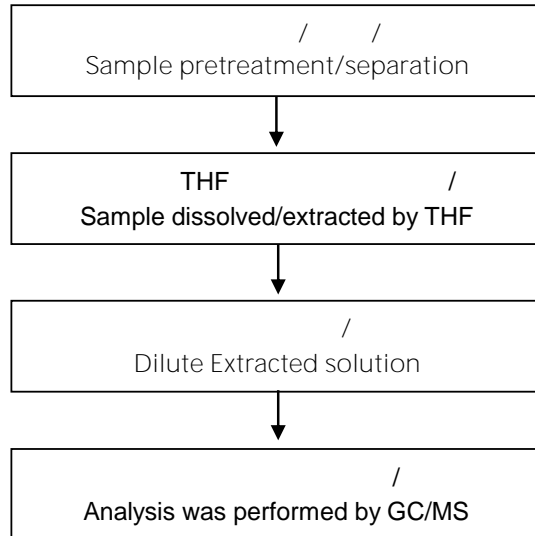 / /
Sample pretreatment/separation
THF /
Sample dissolved/extracted by THF
/
Dilute Extracted solution
/
Analysis was performed by GC/MS